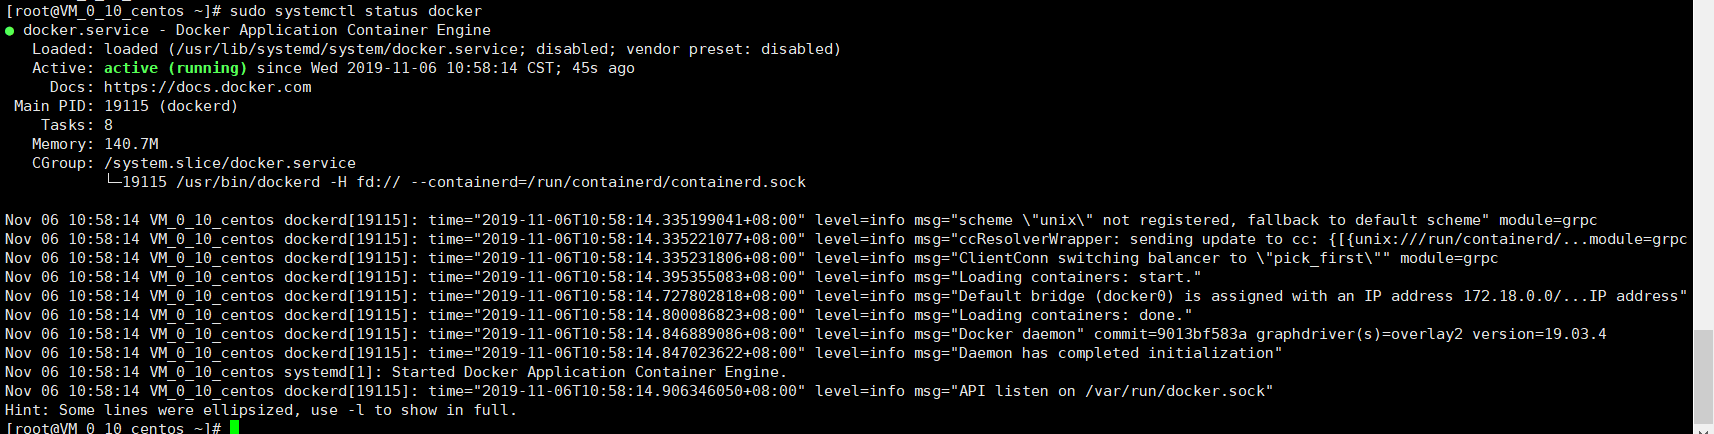 [root@VM_0_10_centos ~]# sudo systemctl status docker
● docker.service - Docker Application Container Engine
   Loaded: loaded (/usr/lib/systemd/system/docker.service; disabled; vendor preset: disabled)
   Active: active (running) since Wed 2019-11-06 10:58:14 CST; 45s ago
     Docs: https://docs.docker.com
 Main PID: 19115 (dockerd)
    Tasks: 8
   Memory: 140.7M
   CGroup: /system.slice/docker.service
           └─19115 /usr/bin/dockerd -H fd:// --containerd=/run/containerd/containerd.sock

Nov 06 10:58:14 VM_0_10_centos dockerd[19115]: time="2019-11-06T10:58:14.335199041+08:00" level=info msg="scheme \"unix\" not registered, fallback to default scheme" module=grpc
Nov 06 10:58:14 VM_0_10_centos dockerd[19115]: time="2019-11-06T10:58:14.335221077+08:00" level=info msg="ccResolverWrapper: sending update to cc: {[{unix:///run/containerd/...module=grpc
Nov 06 10:58:14 VM_0_10_centos dockerd[19115]: time="2019-11-06T10:58:14.335231806+08:00" level=info msg="ClientConn switching balancer to \"pick_first\"" module=grpc
Nov 06 10:58:14 VM_0_10_centos dockerd[19115]: time="2019-11-06T10:58:14.395355083+08:00" level=info msg="Loading containers: start."
Nov 06 10:58:14 VM_0_10_centos dockerd[19115]: time="2019-11-06T10:58:14.727802818+08:00" level=info msg="Default bridge (docker0) is assigned with an IP address 172.18.0.0/...IP address"
Nov 06 10:58:14 VM_0_10_centos dockerd[19115]: time="2019-11-06T10:58:14.800086823+08:00" level=info msg="Loading containers: done."
Nov 06 10:58:14 VM_0_10_centos dockerd[19115]: time="2019-11-06T10:58:14.846889086+08:00" level=info msg="Docker daemon" commit=9013bf583a graphdriver(s)=overlay2 version=19.03.4
Nov 06 10:58:14 VM_0_10_centos dockerd[19115]: time="2019-11-06T10:58:14.847023622+08:00" level=info msg="Daemon has completed initialization"
Nov 06 10:58:14 VM_0_10_centos systemd[1]: Started Docker Application Container Engine.
Nov 06 10:58:14 VM_0_10_centos dockerd[19115]: time="2019-11-06T10:58:14.906346050+08:00" level=info msg="API listen on /var/run/docker.sock"
Hint: Some lines were ellipsized, use -l to show in full.
[root@VM_0_10_centos ~]#